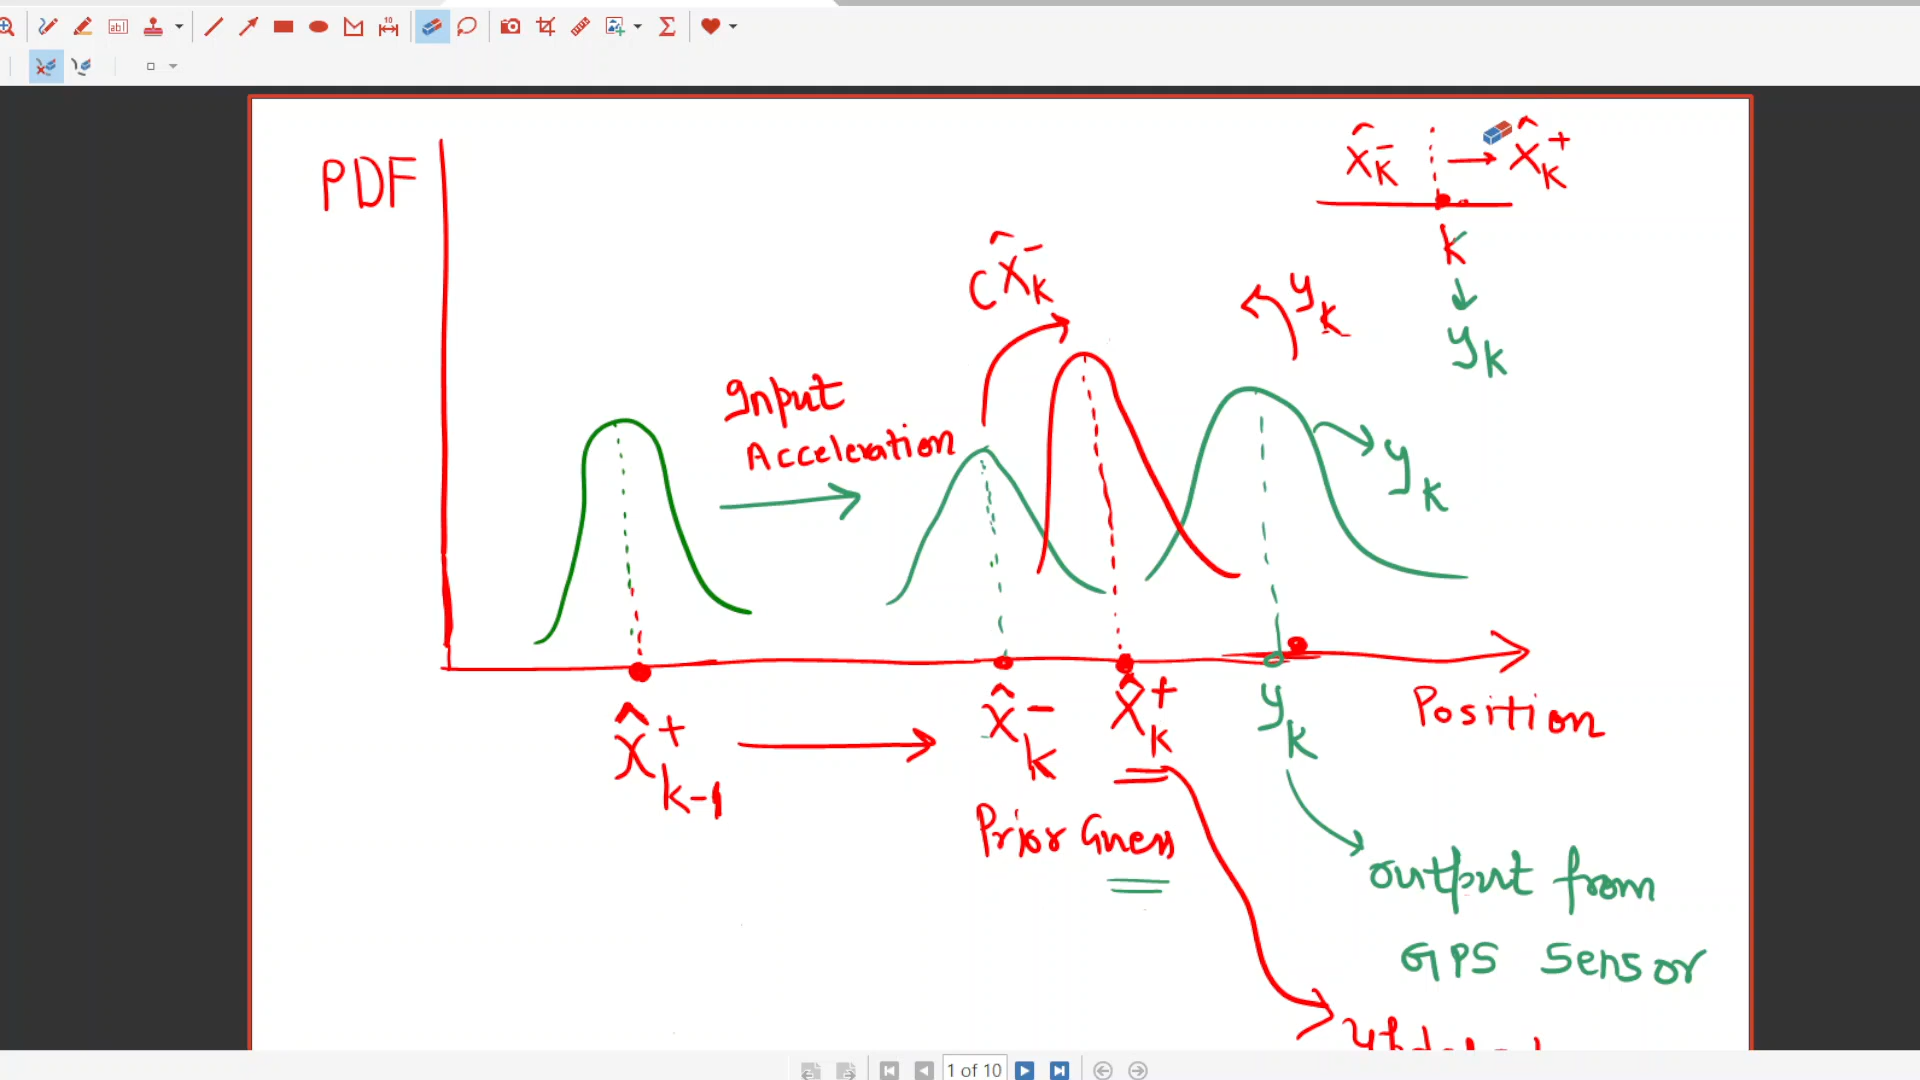 PDF
x̂k⁻ → x̂k⁺
k
yk
Cx̂k⁻
yk
Input
Acceleration
yk
x̂⁺k-1
x̂k⁻
x̂k⁺
yk
Position
Prior Guess
output from
GPS Sensor
1 of 10